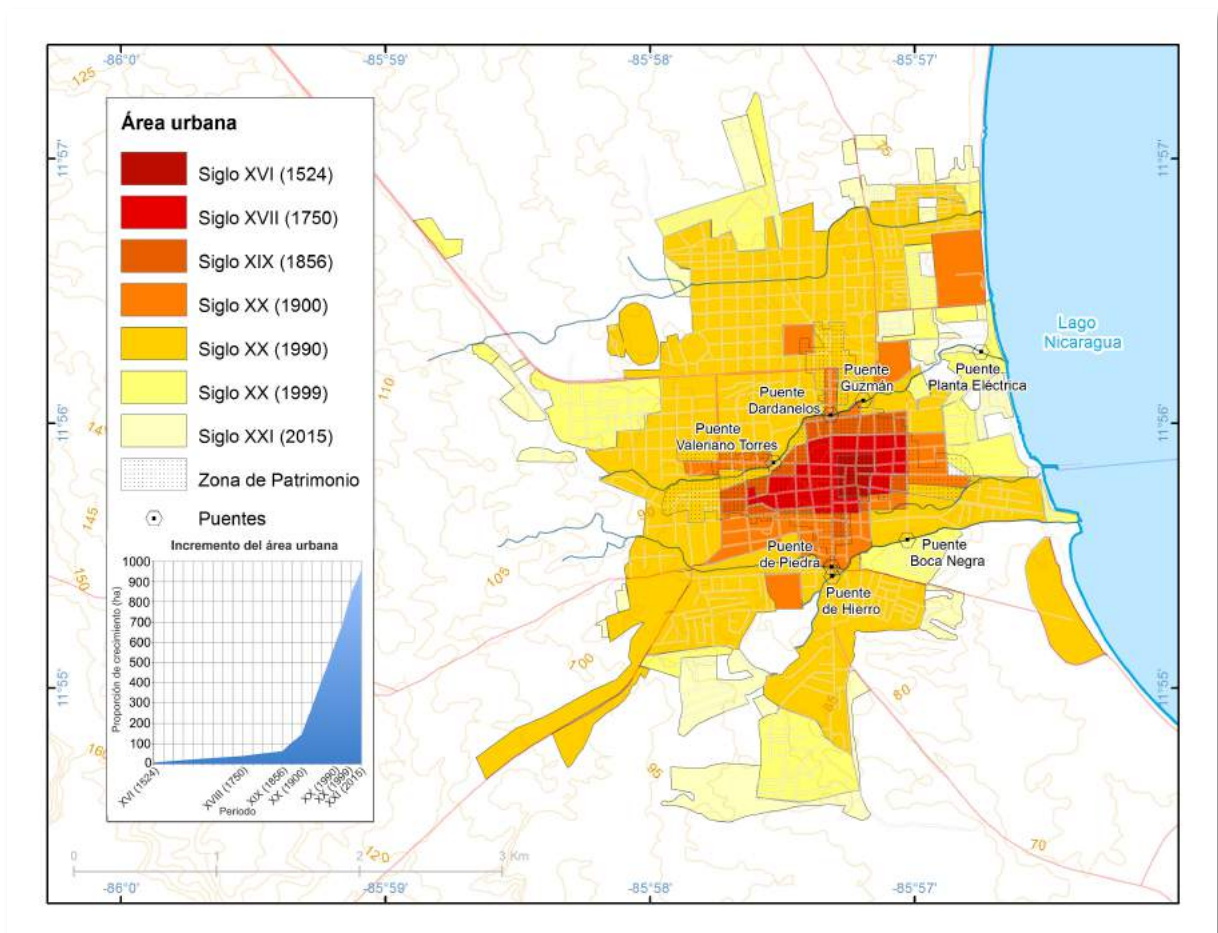 -86°0'
-85°59'
-85°58'
-85°57'
125
11°57'
11°57'
Área urbana
Siglo XVI (1524)
Siglo XVII (1750)
Siglo XIX (1856)
Siglo XX (1900)
Siglo XX (1990)
Siglo XX (1999)
Siglo XXI (2015)
Zona de Patrimonio
Puentes
Incremento del área urbana
Proporción de crecimiento (ha)
1000
900
800
700
600
500
400
300
200
100
0
XVI (1524)
XVIII (1750)
XIX (1856)
XX (1900)
XX (1990)
XX (1999)
XXI (2015)
Periodo
Lago
Nicaragua
Puente
Planta Eléctrica
Puente
Guzmán
Puente
Dardanelos
Puente
Valeriano Torres
Puente
de Piedra
Puente
Boca Negra
Puente
de Hierro
110
11°56'
11°56'
90
145
150
105
100
11°55'
11°55'
80
85
95
70
120
0
1
2
3 Km
-86°0'
-85°59'
-85°58'
-85°57'